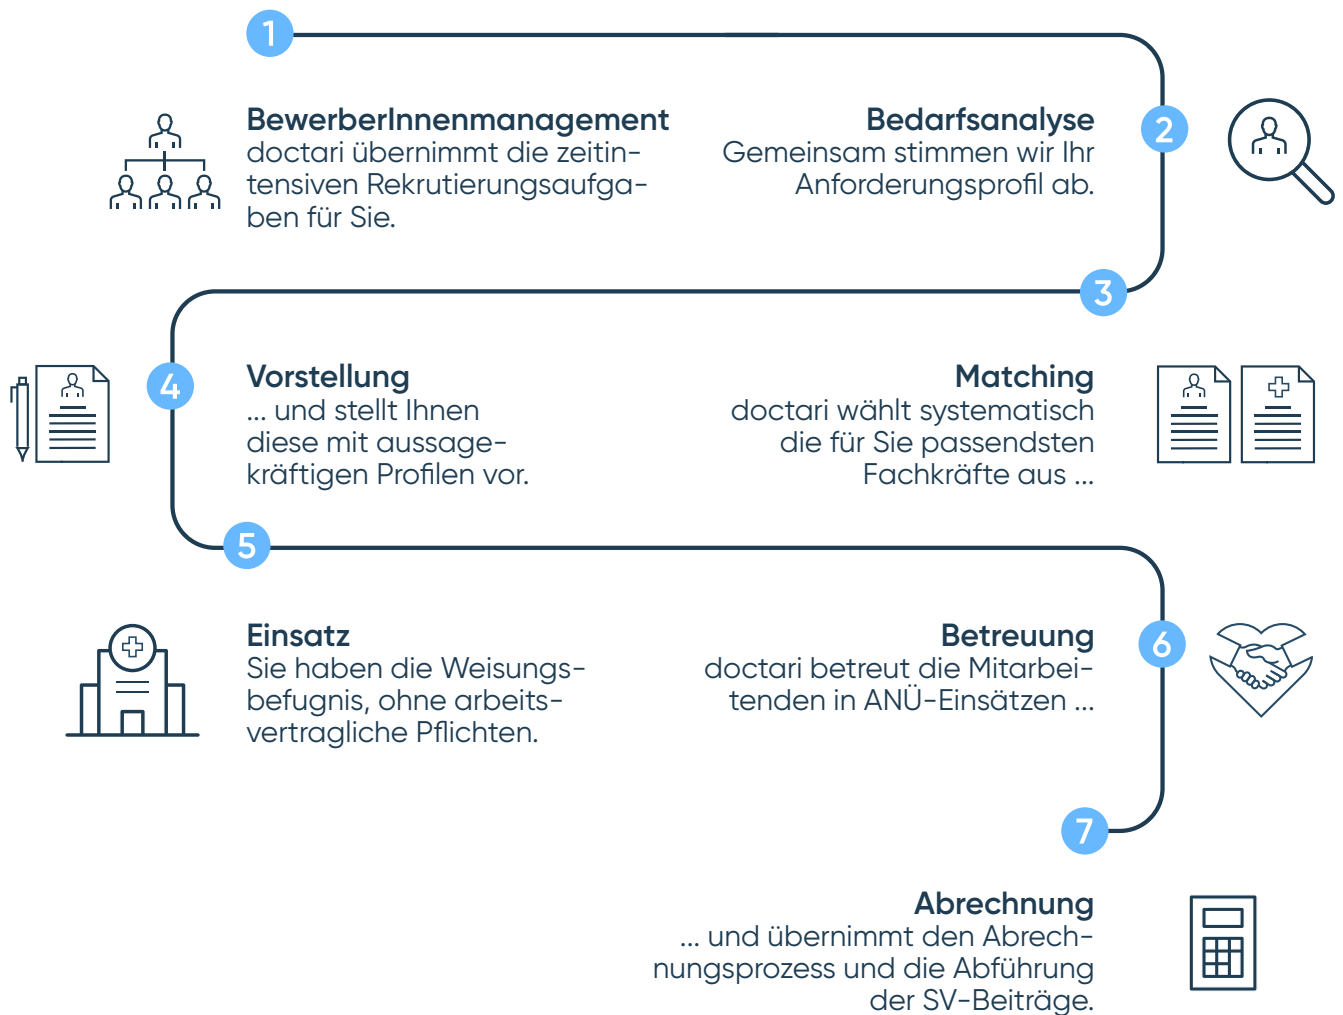 1
BewerberInnenmanagement
doctari übernimmt die zeitin-
tensiven Rekrutierungsaufga-
ben für Sie.
2
Bedarfsanalyse
Gemeinsam stimmen wir Ihr
Anforderungsprofil ab.
3
Matching
doctari wählt systematisch
die für Sie passendsten
Fachkräfte aus ...
4
Vorstellung
... und stellt Ihnen
diese mit aussage-
kräftigen Profilen vor.
5
Einsatz
Sie haben die Weisungs-
befugnis, ohne arbeits-
vertragliche Pflichten.
6
Betreuung
doctari betreut die Mitarbei-
tenden in ANÜ-Einsätzen ...
7
Abrechnung
... und übernimmt den Abrech-
nungsprozess und die Abführung
der SV-Beiträge.